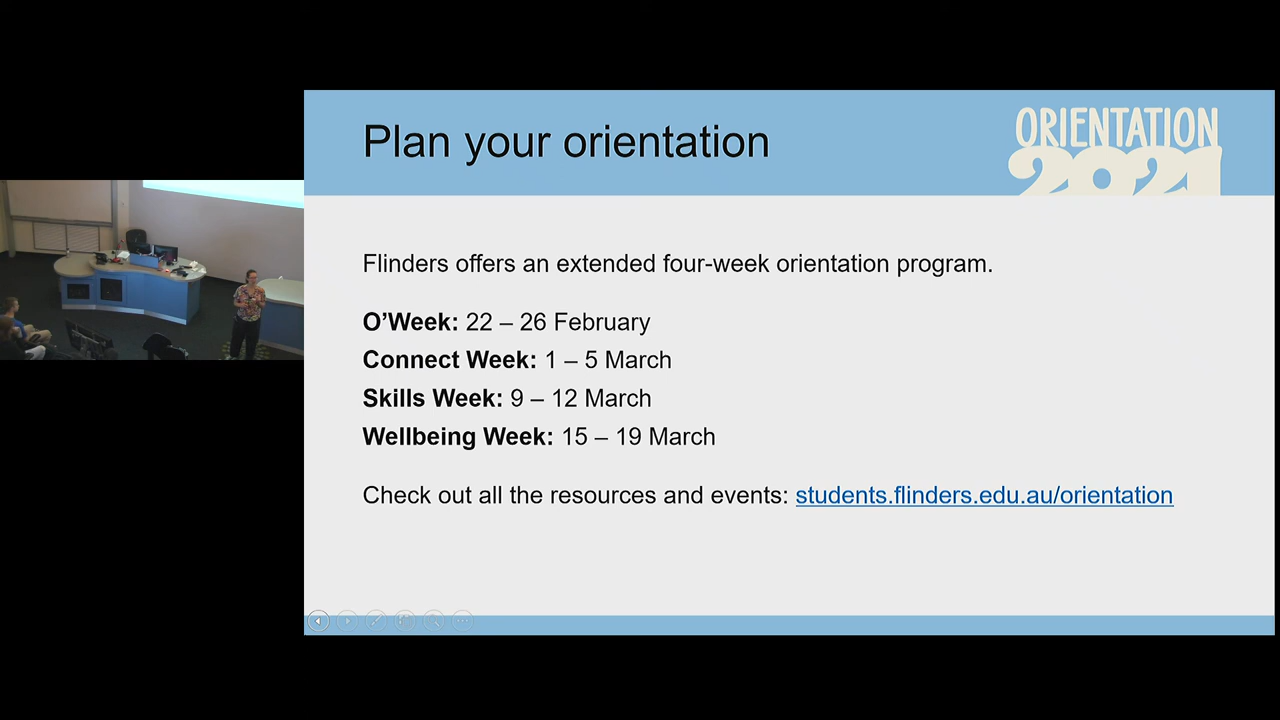 Plan your orientation
ORIENTATION
2021
Flinders offers an extended four-week orientation program.
O'Week: 22 – 26 February
Connect Week: 1 – 5 March
Skills Week: 9 – 12 March
Wellbeing Week: 15 – 19 March
Check out all the resources and events: students.flinders.edu.au/orientation